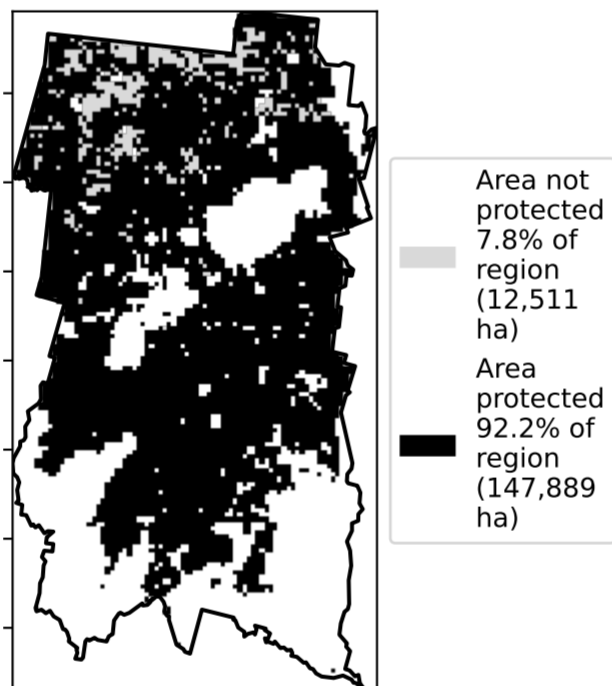 Area not
protected
7.8% of
region
(12,511
ha)
Area
protected
92.2% of
region
(147,889
ha)